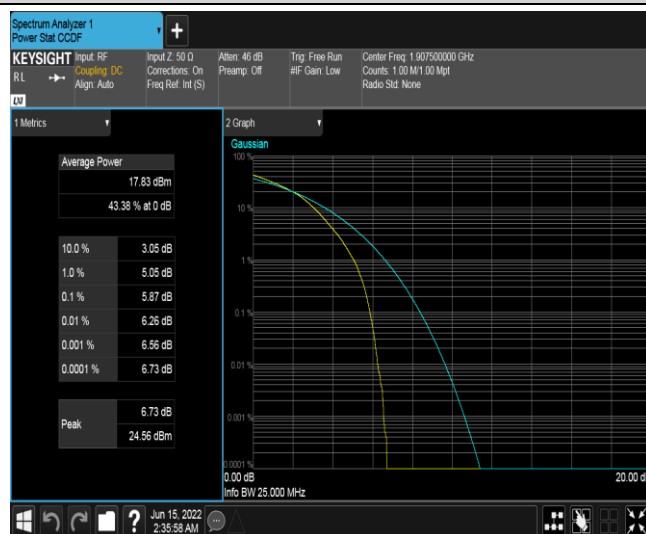 Spectrum Analyzer 1
Power Stat CCDF
+
KEYSIGHT Input: RF Input Z: 50 Ω Atten: 46 dB Trig: Free Run Center Freq: 1.907500000 GHz
RL Coupling: DC Corrections: On Preamp: Off #IF Gain: Low Counts: 1.00 M/1.00 Mpt
Align: Auto Freq Ref: Int (S) Radio Std: None
LXI
1 Metrics 2 Graph
Average Power
17.83 dBm
43.38 % at 0 dB
10.0 % 3.05 dB
1.0 % 5.05 dB
0.1 % 5.87 dB
0.01 % 6.26 dB
0.001 % 6.56 dB
0.0001 % 6.73 dB
Peak 6.73 dB
24.56 dBm
Gaussian
100 %
10 %
1 %
0.1 %
0.01 %
0.001 %
0.0001 %
0.00 dB 20.00 d
Info BW 25.000 MHz
? Jun 15, 2022
2:35:58 AM